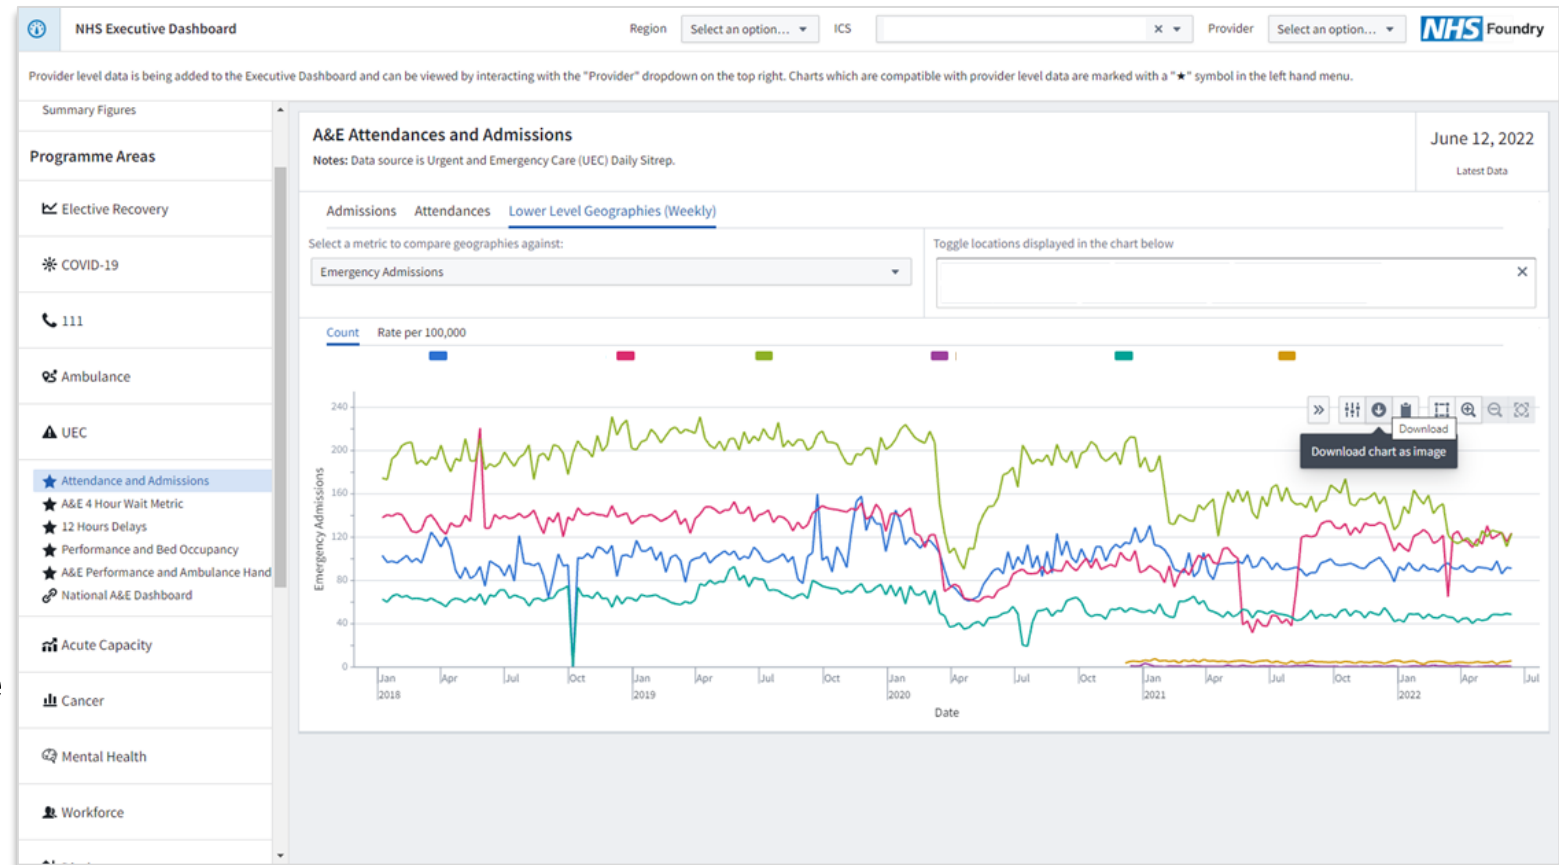 NHS Executive Dashboard
Region Select an option... ICS Provider Select an option... NHS Foundry
Provider level data is being added to the Executive Dashboard and can be viewed by interacting with the "Provider" dropdown on the top right. Charts which are compatible with provider level data are marked with a "★" symbol in the left hand menu.
Summary Figures
Programme Areas
Elective Recovery
COVID-19
111
Ambulance
UEC
Attendance and Admissions
A&E 4 Hour Wait Metric
12 Hours Delays
Performance and Bed Occupancy
A&E Performance and Ambulance Hand
National A&E Dashboard
Acute Capacity
Cancer
Mental Health
Workforce
A&E Attendances and Admissions
Notes: Data source is Urgent and Emergency Care (UEC) Daily Sitrep.
June 12, 2022
Latest Data
Admissions Attendances Lower Level Geographies (Weekly)
Select a metric to compare geographies against:
Emergency Admissions
Toggle locations displayed in the chart below
Count Rate per 100,000
Download
Download chart as image
Emergency Admissions
240
200
160
120
80
40
0
Jan Apr Jul Oct Jan Apr Jul Oct Jan Apr Jul Oct Jan Apr Jul Oct Jan Apr Jul
2018 2019 2020 2021 2022
Date